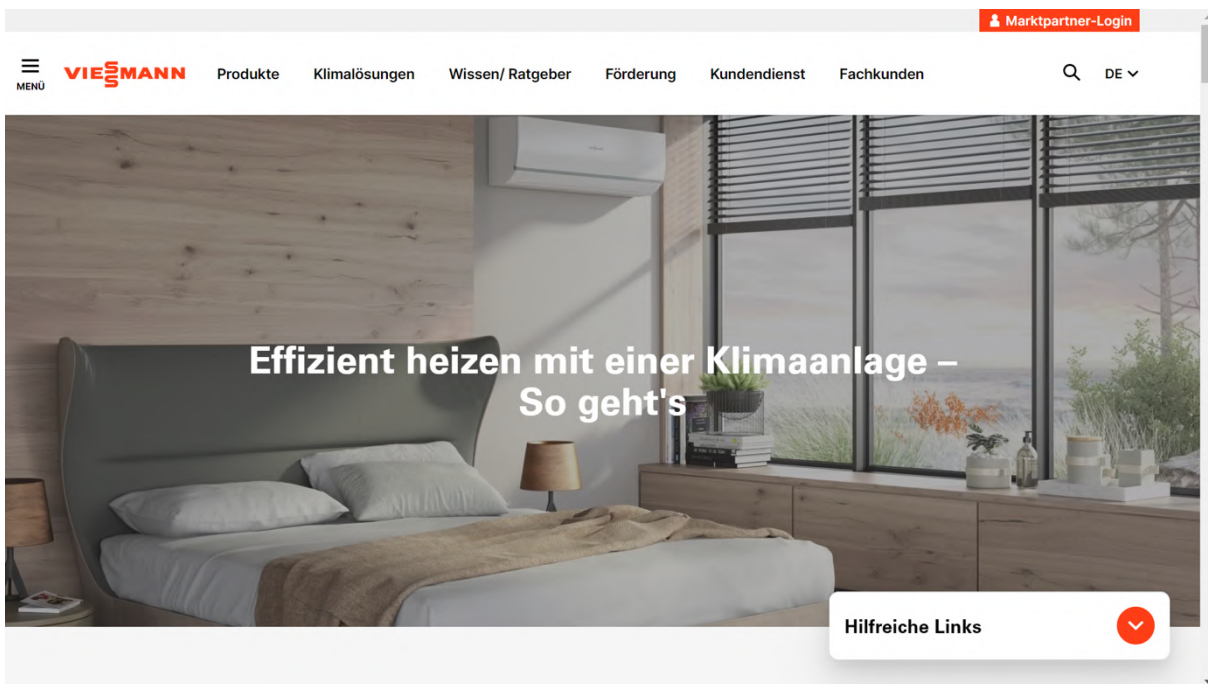 Marktpartner-Login
MENÜ
VIESSMANN
Produkte
Klimalösungen
Wissen/ Ratgeber
Förderung
Kundendienst
Fachkunden
DE
Effizient heizen mit einer Klimaanlage –
So geht's
Hilfreiche Links